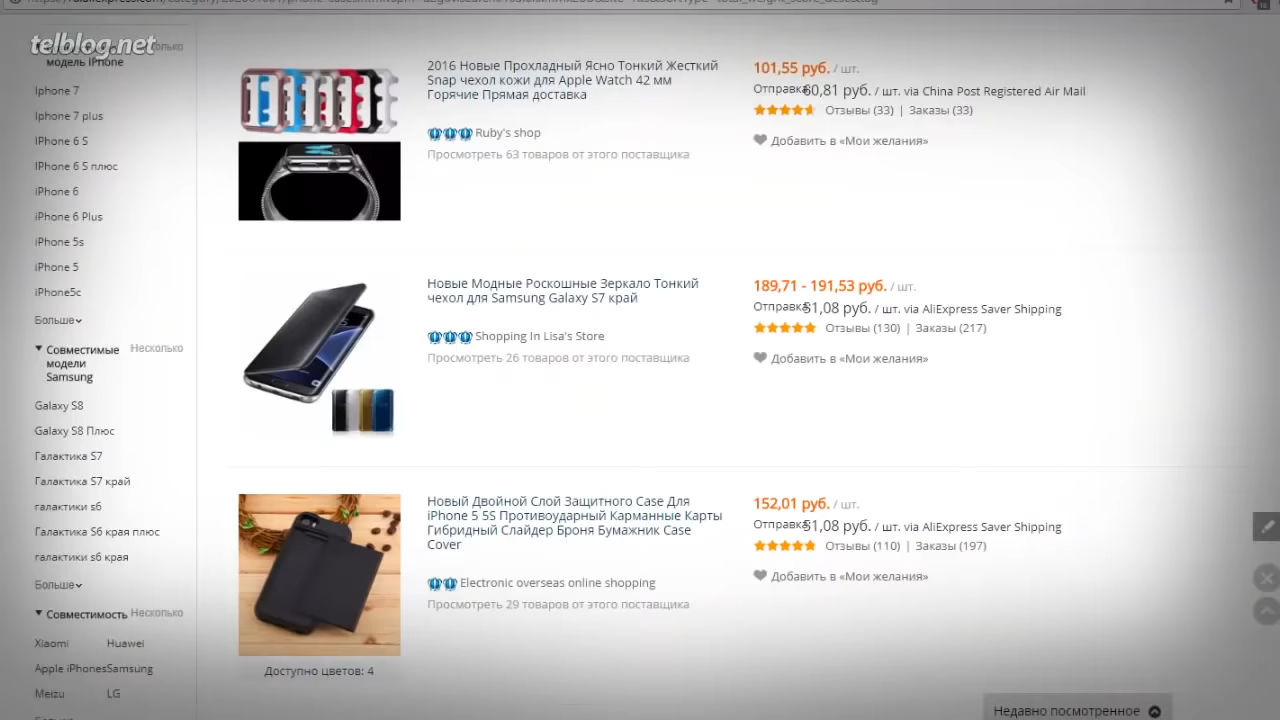 telblog.net
модель iPhone
Iphone 7
Iphone 7 plus
iPhone 6 S
IPhone 6 S плюс
iPhone 6
iPhone 6 Plus
iPhone 5s
iPhone 5
iPhone5c
Больше
Совместимые модели Samsung
Несколько
Galaxy S8
Galaxy S8 Плюс
Галактика S7
Галактика S7 край
галактики s6
Галактика S6 края плюс
галактики s6 края
Больше
Совместимость
Несколько
Xiaomi Huawei
Apple iPhones Samsung
Meizu LG
2016 Новые Прохладный Ясно Тонкий Жесткий
Snap чехол кожи для Apple Watch 42 мм
Горячие Прямая доставка
Ruby's shop
Просмотреть 63 товаров от этого поставщика
101,55 руб. / шт.
Отправка 60,81 руб. / шт. via China Post Registered Air Mail
Отзывы (33) | Заказы (33)
Добавить в «Мои желания»
Новые Модные Роскошные Зеркало Тонкий
чехол для Samsung Galaxy S7 край
Shopping In Lisa's Store
Просмотреть 26 товаров от этого поставщика
189,71 - 191,53 руб. / шт.
Отправка 51,08 руб. / шт. via AliExpress Saver Shipping
Отзывы (130) | Заказы (217)
Добавить в «Мои желания»
Новый Двойной Слой Защитного Case Для
iPhone 5 5S Противоударный Карманные Карты
Гибридный Слайдер Броня Бумажник Case
Cover
Electronic overseas online shopping
Просмотреть 29 товаров от этого поставщика
152,01 руб. / шт.
Отправка 51,08 руб. / шт. via AliExpress Saver Shipping
Отзывы (110) | Заказы (197)
Добавить в «Мои желания»
Доступно цветов: 4
Недавно посмотренное